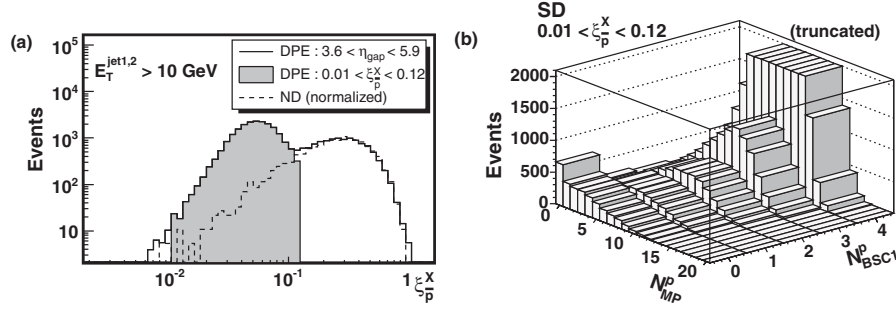 (a)
Events
10⁵
10⁴
10³
10²
10
E_T^jet1,2 > 10 GeV
DPE : 3.6 < η_gap < 5.9
DPE : 0.01 < ξ_p̄^X < 0.12
ND (normalized)
10⁻²
10⁻¹
1
ξ_p̄^X
(b)
SD
0.01 < ξ_p̄^X < 0.12
(truncated)
Events
2000
1500
1000
500
0
0
5
10
15
20
N_MP^p
0
1
2
3
4
N_BSC1^p